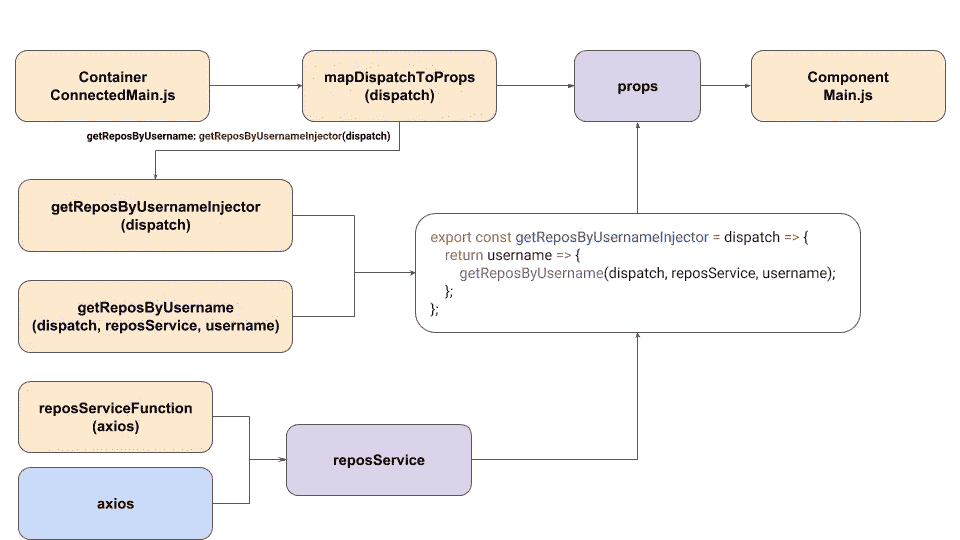 Container
ConnectedMain.js
mapDispatchToProps
(dispatch)
props
Component
Main.js
getReposByUsername: getReposByUsernameInjector(dispatch)
getReposByUsernameInjector
(dispatch)
export const getReposByUsernameInjector = dispatch => {
return username => {
getReposByUsername(dispatch, reposService, username);
};
};
getReposByUsername
(dispatch, reposService, username)
reposServiceFunction
(axios)
reposService
axios